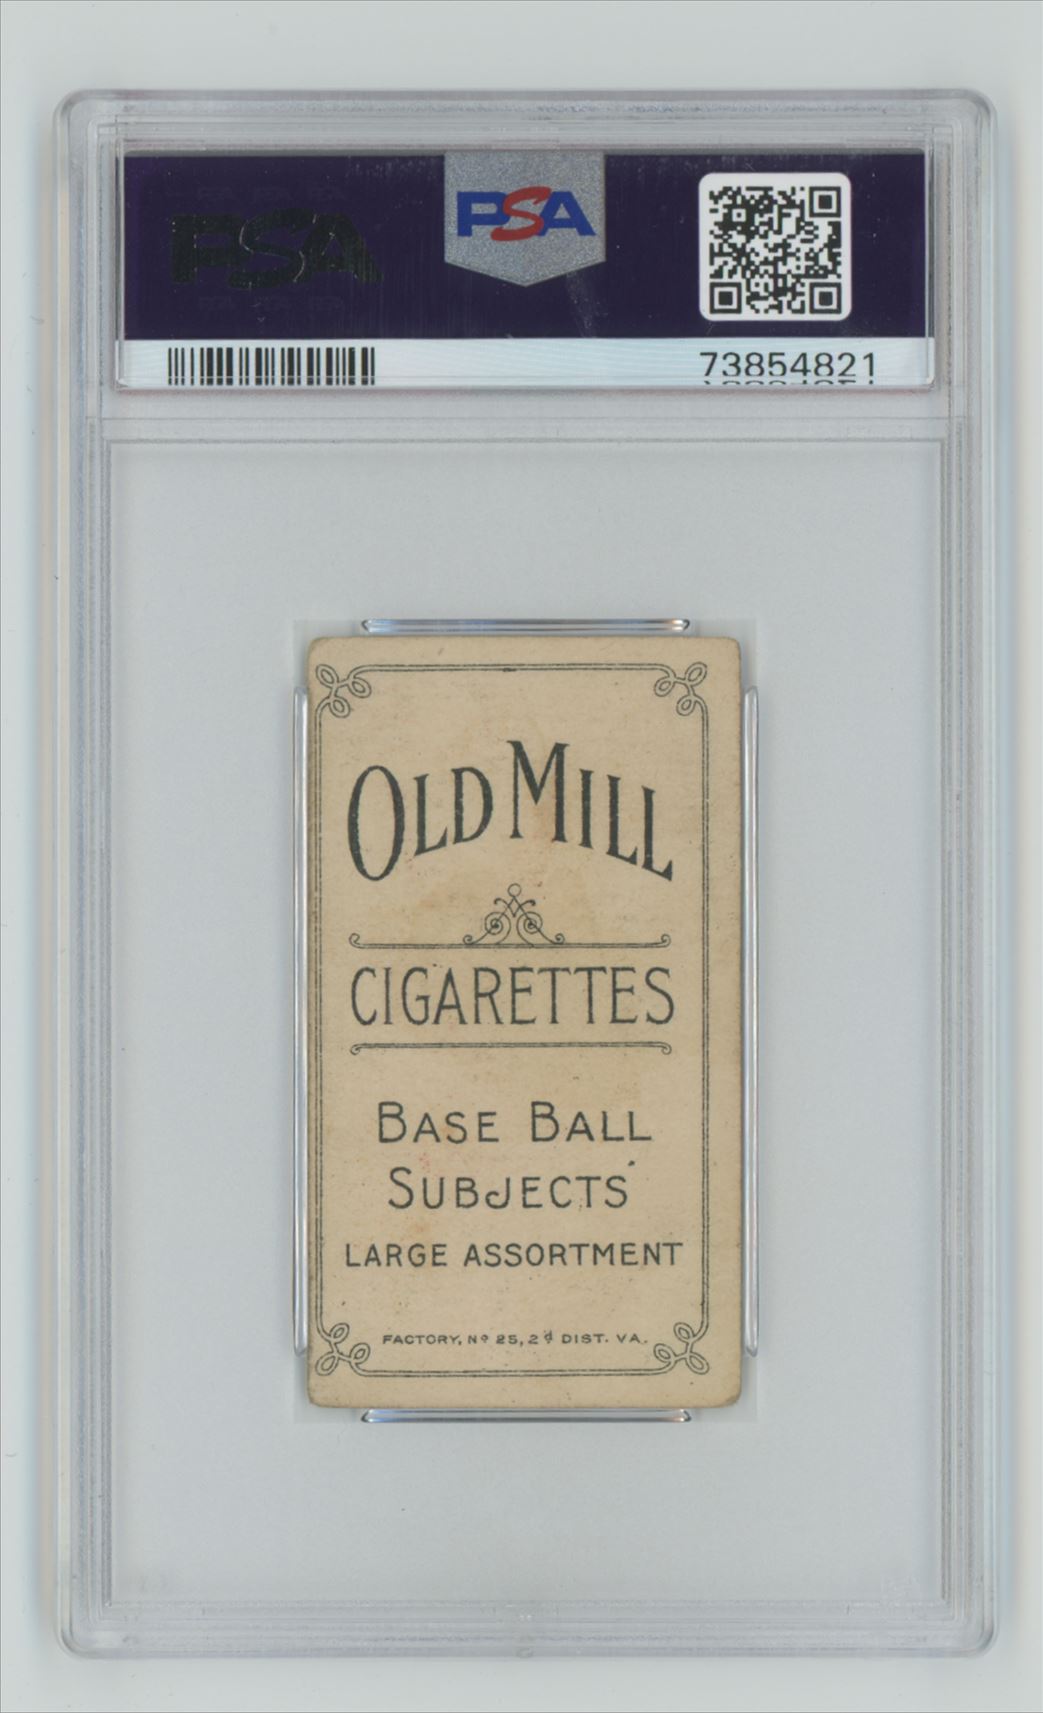 PSA
PSA
73854821
OLD MILL
CIGARETTES
BASE BALL
SUBJECTS
LARGE ASSORTMENT
FACTORY, Nº 25, 2ᵈ DIST. VA.